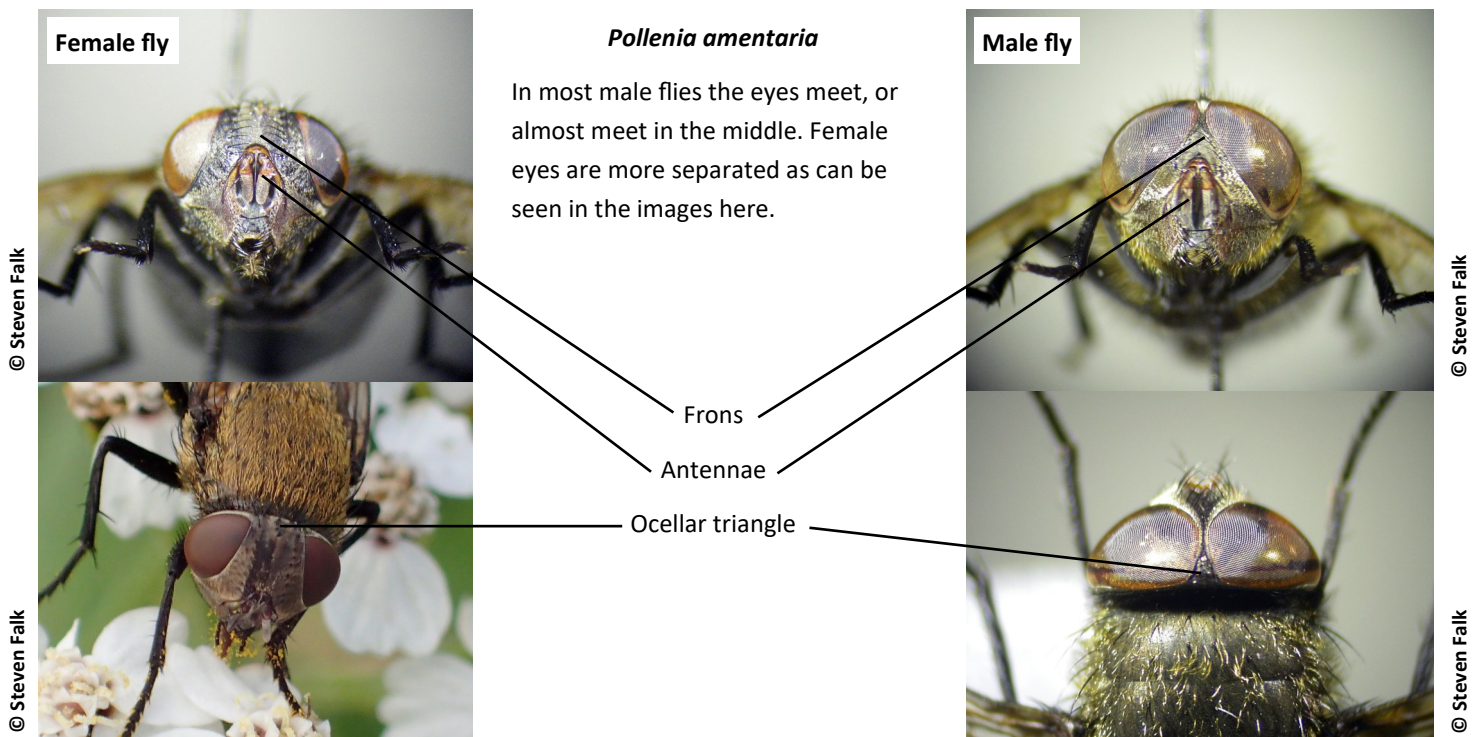 Female fly
Pollenia amentaria
Male fly
In most male flies the eyes meet, or
almost meet in the middle. Female
eyes are more separated as can be
seen in the images here.
© Steven Falk
© Steven Falk
Frons
Antennae
Ocellar triangle
© Steven Falk
© Steven Falk